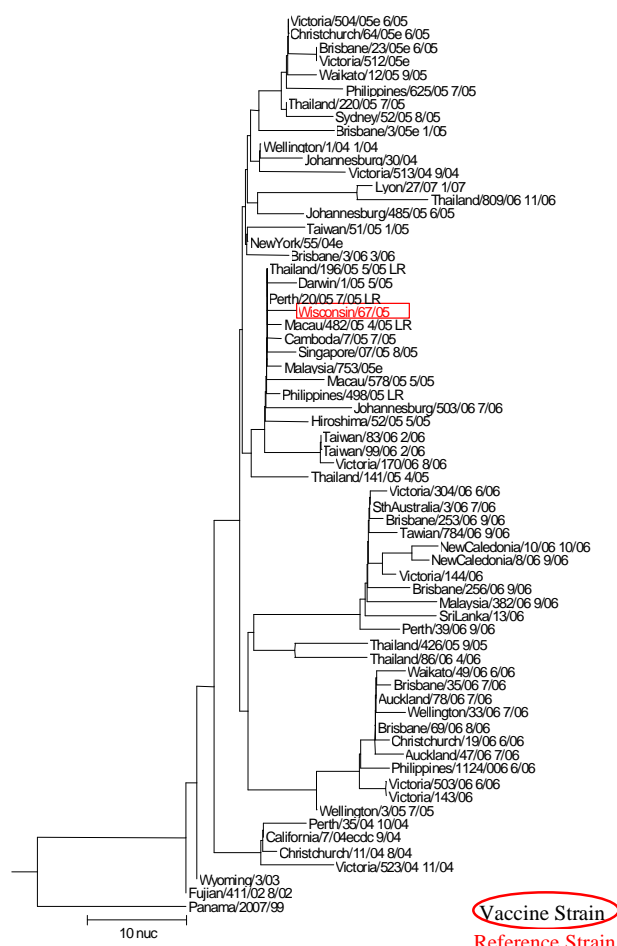 Victoria/504/05e 6/05
Christchurch/64/05e 6/05
Brisbane/23/05e 6/05
Victoria/512/05e
Waikato/12/05 9/05
Philippines/625/05 7/05
Thailand/220/05 7/05
Sydney/52/05 8/05
Brisbane/3/05e 1/05
Wellington/1/04 1/04
Johannesburg/30/04
Victoria/513/04 9/04
Lyon/27/07 1/07
Thailand/809/06 11/06
Johannesburg/485/05 6/05
Taiwan/51/05 1/05
NewYork/55/04e
Brisbane/3/06 3/06
Thailand/196/05 5/05 LR
Darwin/1/05 5/05
Perth/20/05 7/05 LR
Wisconsin/67/05
Macau/482/05 4/05 LR
Camboda/7/05 7/05
Singapore/07/05 8/05
Malaysia/753/05e
Macau/578/05 5/05
Philippines/498/05 LR
Johannesburg/503/06 7/06
Hiroshima/52/05 5/05
Taiwan/83/06 2/06
Taiwan/99/06 2/06
Victoria/170/06 8/06
Thailand/141/05 4/05
Victoria/304/06 6/06
SthAustralia/3/06 7/06
Brisbane/253/06 9/06
Tawian/784/06 9/06
NewCaledonia/10/06 10/06
NewCaledonia/8/06 9/06
Victoria/144/06
Brisbane/256/06 9/06
Malaysia/382/06 9/06
SriLanka/13/06
Perth/39/06 9/06
Thailand/426/05 9/05
Thailand/86/06 4/06
Waikato/49/06 6/06
Brisbane/35/06 7/06
Auckland/78/06 7/06
Wellington/33/06 7/06
Brisbane/69/06 8/06
Christchurch/19/06 6/06
Auckland/47/06 7/06
Philippines/1124/006 6/06
Victoria/503/06 6/06
Victoria/143/06
Wellington/3/05 7/05
Perth/35/04 10/04
California/7/04ecdc 9/04
Christchurch/11/04 8/04
Victoria/523/04 11/04
Wyoming/3/03
Fujian/411/02 8/02
Panama/2007/99
10 nuc
Vaccine Strain
Reference Strain